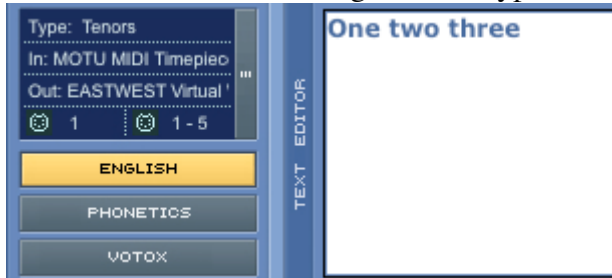 Type: Tenors
In: MOTU MIDI Timepiec
Out: EASTWEST Virtual
1 1 - 5
ENGLISH
PHONETICS
VOTOX
TEXT EDITOR
One two three